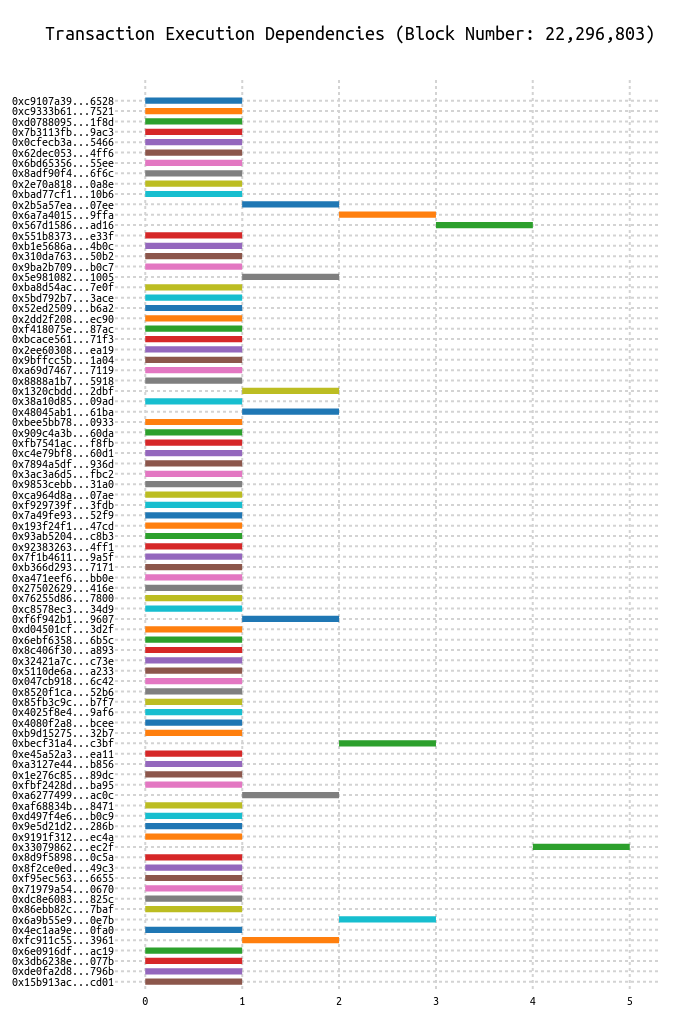 Transaction Execution Dependencies (Block Number: 22,296,803)
0xc9107a39...6528
0xc9333b61...7521
0xd0788095...1f8d
0x7b3113fb...9ac3
0x0cfecb3a...5466
0x62dec053...4ff6
0x6bd65356...55ee
0x8adf90f4...6f6c
0x2e70a818...0a8e
0xbad77cf1...10b6
0x2b5a57ea...07ee
0x6a7a4015...9ffa
0x567d1586...ad16
0x551b8373...e33f
0xb1e5686a...4b0c
0x310da763...50b2
0x9ba2b709...b0c7
0x5e981082...1005
0xba8d54ac...7e0f
0x5bd792b7...3ace
0x52ed2509...b6a2
0x2dd2f208...ec90
0xf418075e...87ac
0xbcace561...71f3
0x2ee60308...ea19
0x9bffcc5b...1a04
0xa69d7467...7119
0x8888a1b7...5918
0x1320cbdd...2dbf
0x38a10d85...09ad
0x48045ab1...61ba
0xbee5bb78...0933
0x909c4a3b...60da
0xfb7541ac...f8fb
0xc4e79bf8...60d1
0x7894a5df...936d
0x3ac3a6d5...fbc2
0x9853cebb...31a0
0xca964d8a...07ae
0xf929739f...3fdb
0x7a49fe93...52f9
0x193f24f1...47cd
0x93ab5204...c8b3
0x92383263...4ff1
0x7f1b4611...9a5f
0xb366d293...7171
0xa471eef6...bb0e
0x27502629...416e
0x76255d86...7800
0xc8578ec3...34d9
0xf6f942b1...9607
0xd04501cf...3d2f
0x6ebf6358...6b5c
0x8c406f30...a893
0x32421a7c...c73e
0x5110de6a...a233
0x047cb918...6c42
0x8520f1ca...52b6
0x85fb3c9c...b7f7
0x4025f8e4...9af6
0x4080f2a8...bcee
0xb9d15275...32b7
0xbecf31a4...c3bf
0xe45a52a3...ea11
0xa3127e44...b856
0x1e276c85...89dc
0xfbf2428d...ba95
0xa6277499...ac0c
0xaf68834b...8471
0xd497f4e6...b0c9
0x9e5d21d2...286b
0x9191f312...ec4a
0x33079862...ec2f
0x8d9f5898...0c5a
0x8f2ce0ed...49c3
0xf95ec563...6655
0x71979a54...0670
0xdc8e6083...825c
0x86ebb82c...7baf
0x6a9b55e9...0e7b
0x4ec1aa9e...0fa0
0xfc911c55...3961
0x6e0916df...ac19
0x3db6238e...077b
0xde0fa2d8...796b
0x15b913ac...cd01
0 1 2 3 4 5